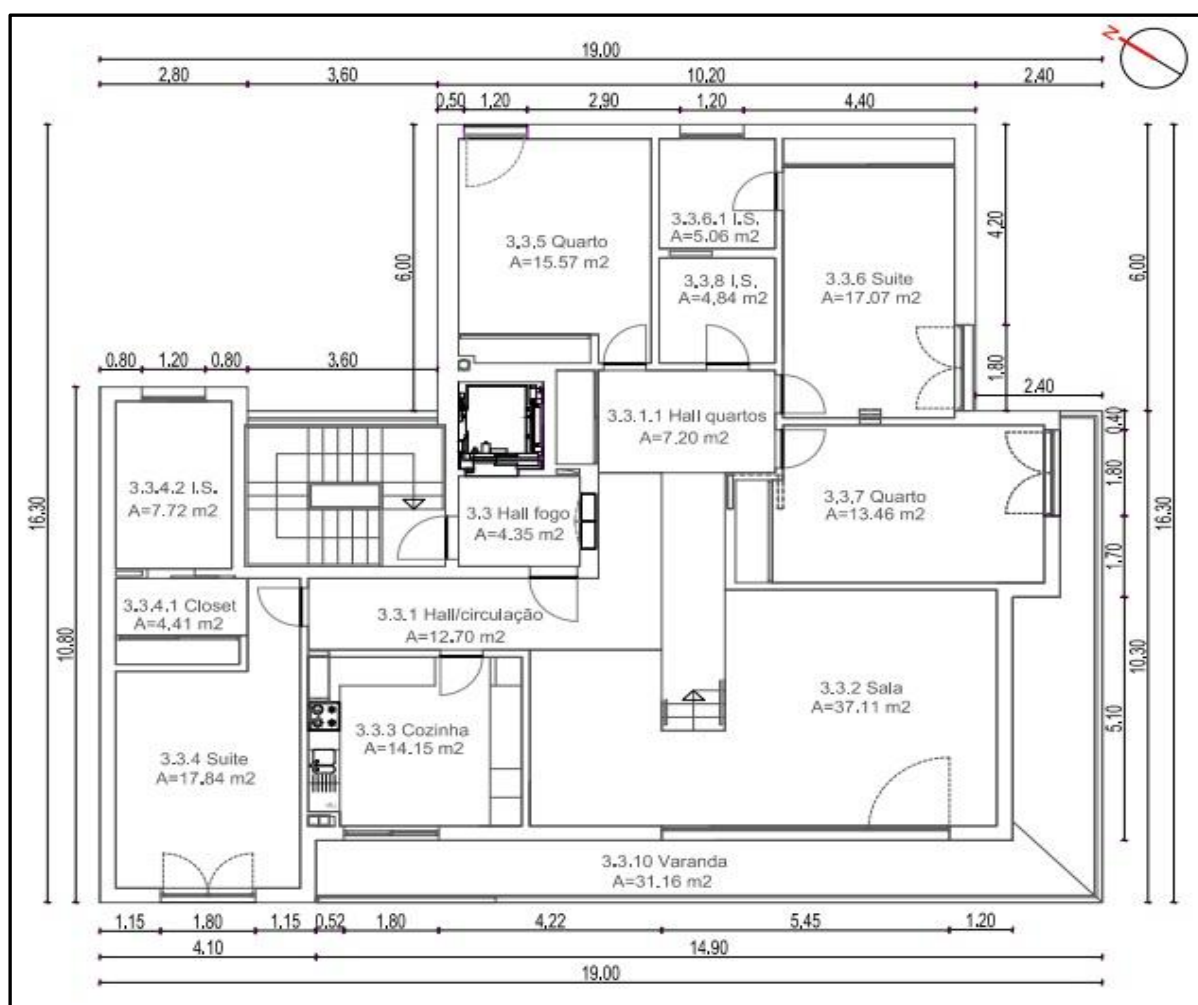 N
19.00
2.80
3.60
10.20
2.40
0.50
1.20
2.90
1.20
4.40
16.30
6.00
4.20
1.80
2.40
6.00
3.3.5 Quarto
A=15.57 m2
3.3.6.1 I.S.
A=5.06 m2
3.3.8 I.S.
A=4.84 m2
3.3.6 Suite
A=17.07 m2
0.80
1.20
0.80
3.60
10.80
3.3.1.1 Hall quartos
A=7.20 m2
0.40
1.80
1.70
5.10
10.30
16.30
3.3.4.2 I.S.
A=7.72 m2
3.3 Hall fogo
A=4.35 m2
3.3.7 Quarto
A=13.46 m2
3.3.4.1 Closet
A=4.41 m2
3.3.1 Hall/circulação
A=12.70 m2
3.3.2 Sala
A=37.11 m2
3.3.3 Cozinha
A=14.15 m2
3.3.4 Suite
A=17.84 m2
3.3.10 Varanda
A=31.16 m2
1.15
1.80
1.15
0.52
1.80
4.22
5.45
1.20
4.10
14.90
19.00